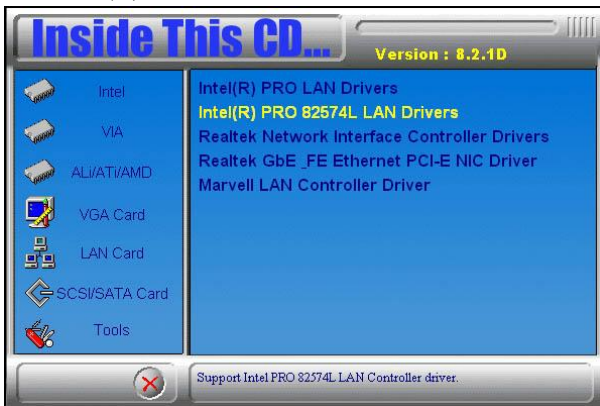 Inside This CD...
Version : 8.2.1D
Intel
VIA
ALi/ATi/AMD
VGA Card
LAN Card
SCSI/SATA Card
Tools
Intel(R) PRO LAN Drivers
Intel(R) PRO 82574L LAN Drivers
Realtek Network Interface Controller Drivers
Realtek GbE _FE Ethernet PCI-E NIC Driver
Marvell LAN Controller Driver
Support Intel PRO 82574L LAN Controller driver.